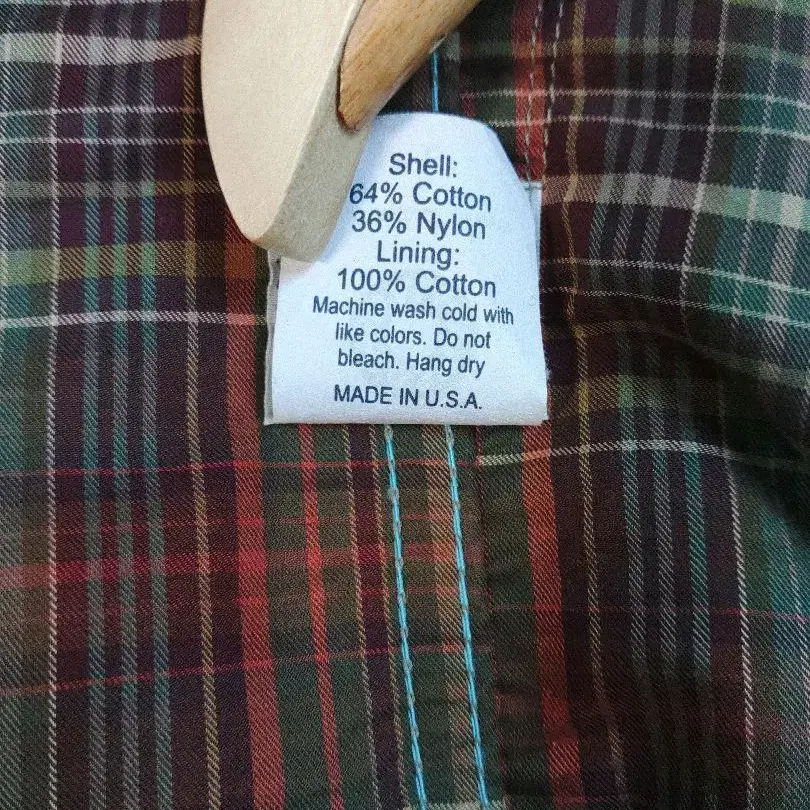 Shell:
64% Cotton
36% Nylon
Lining:
100% Cotton
Machine wash cold with
like colors. Do not
bleach. Hang dry
MADE IN U.S.A.